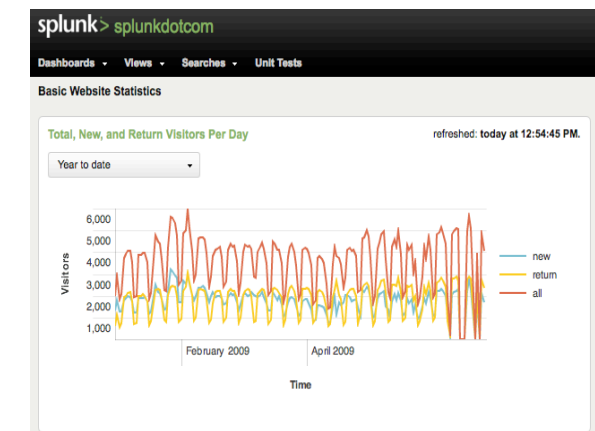 splunk> splunkdotcom
Dashboards Views Searches Unit Tests
Basic Website Statistics
Total, New, and Return Visitors Per Day refreshed: today at 12:54:45 PM.
Year to date
6,000
5,000
4,000
3,000
2,000
1,000
Visitors
new
return
all
February 2009 April 2009
Time